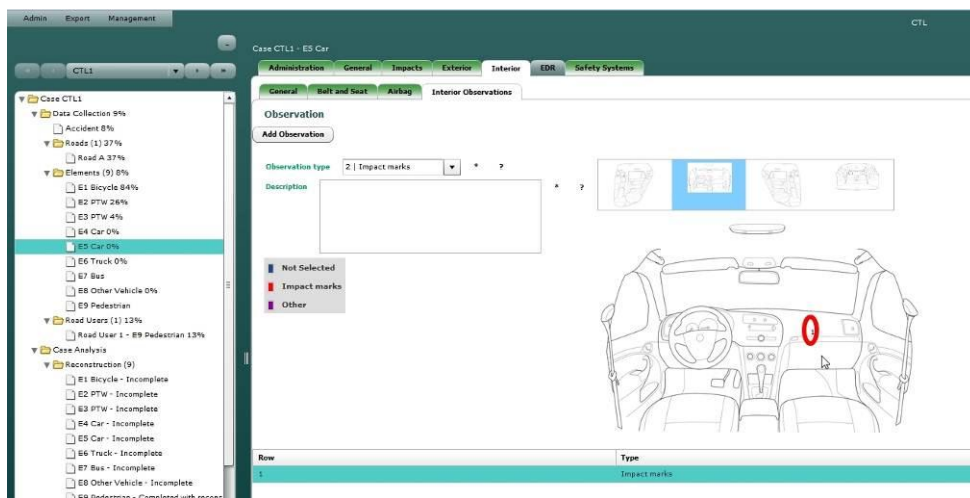 Admin Export Management
CTL
Case CTL1 - E5 Car
CTL1
Administration General Impacts Exterior Interior EDR Safety Systems
General Belt and Seat Airbag Interior Observations
Case CTL1
Data Collection 9%
Accident 8%
Roads (1) 37%
Road A 37%
Elements (9) 8%
E1 Bicycle 84%
E2 PTW 26%
E3 PTW 4%
E4 Car 0%
E5 Car 0%
E6 Truck 0%
E7 Bus
E8 Other Vehicle 0%
E9 Pedestrian
Road Users (1) 13%
Road User 1 - E9 Pedestrian 13%
Case Analysis
Reconstruction (9)
E1 Bicycle - Incomplete
E2 PTW - Incomplete
E3 PTW - Incomplete
E4 Car - Incomplete
E5 Car - Incomplete
E6 Truck - Incomplete
E7 Bus - Incomplete
E8 Other Vehicle - Incomplete
E9 Pedestrian - Completed with recons
Observation
Add Observation
Observation type 2 | Impact marks * ?
Description * ?
Not Selected
Impact marks
Other
1
Row Type
1 Impact marks